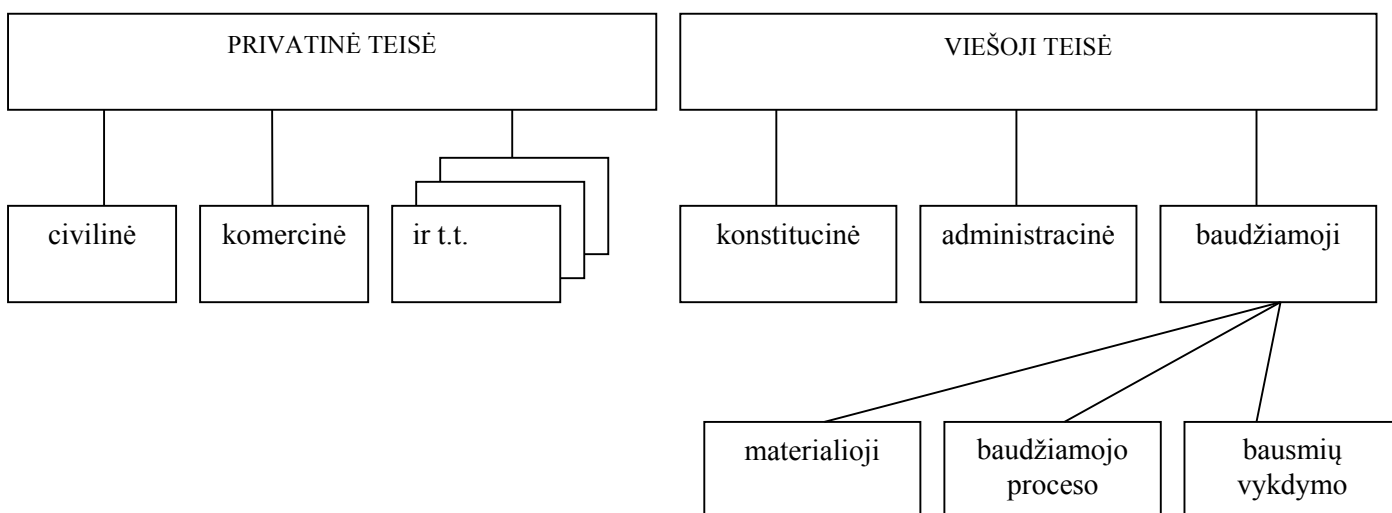 PRIVATINĖ TEISĖ
VIEŠOJI TEISĖ
civilinė
komercinė
ir t.t.
konstitucinė
administracinė
baudžiamoji
materialioji
baudžiamojo
proceso
bausmių
vykdymo